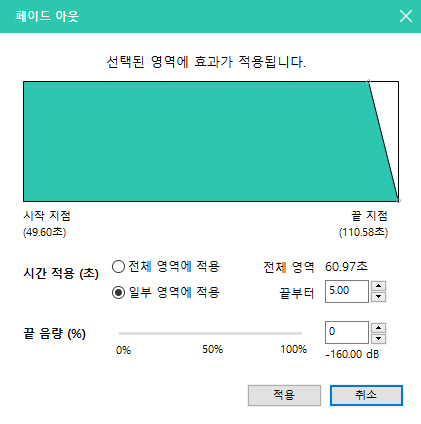 페이드 아웃
선택된 영역에 효과가 적용됩니다.
시작 지점 끝 지점
(49.60초) (110.58초)
시간 적용 (초) 전체 영역에 적용 전체 영역 60.97초
일부 영역에 적용 끝부터 5.00
끝 음량 (%) 0
0% 50% 100% -160.00 dB
적용 취소